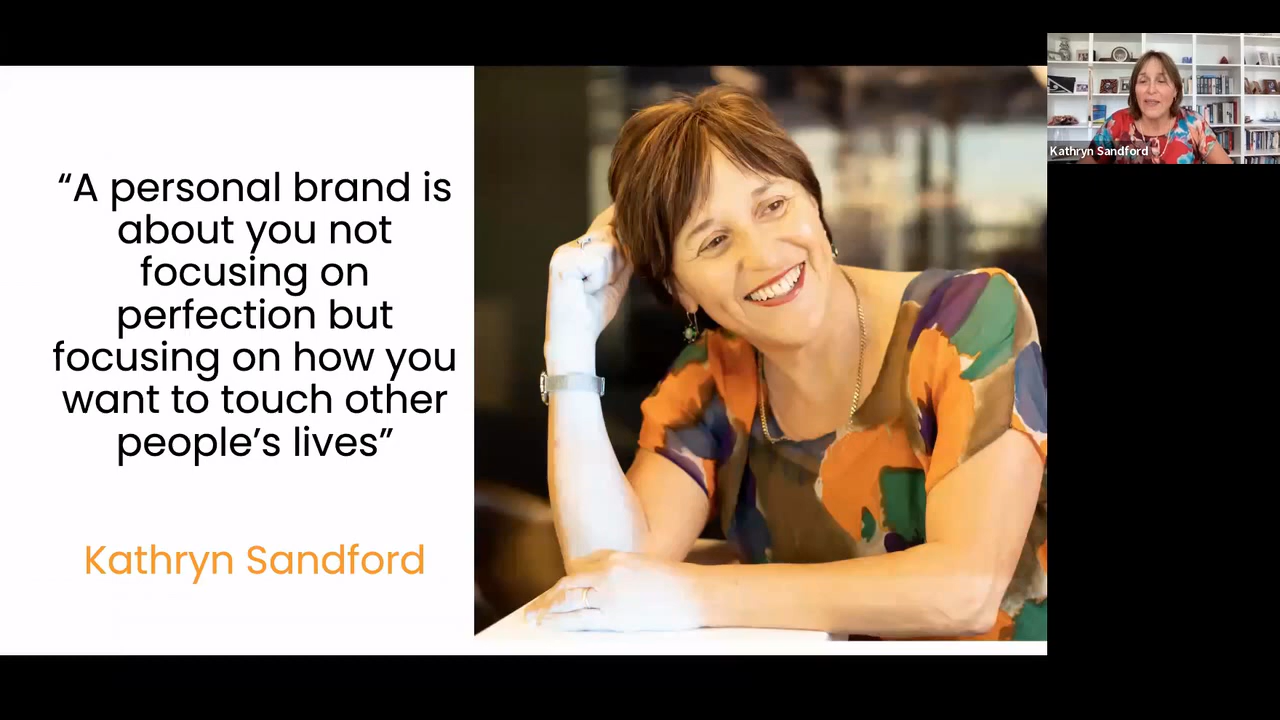 “A personal brand is
about you not
focusing on
perfection but
focusing on how you
want to touch other
people’s lives”
Kathryn Sandford
Kathryn Sandford